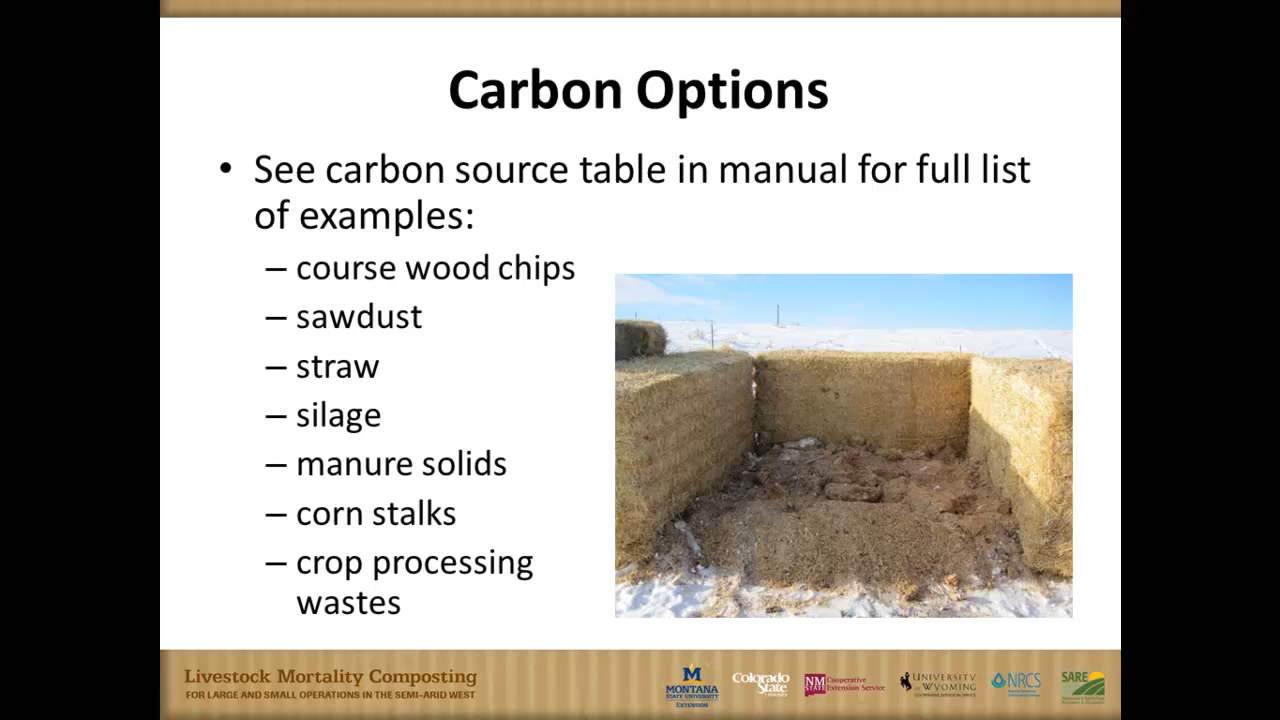 Carbon Options
• See carbon source table in manual for full list
of examples:
– course wood chips
– sawdust
– straw
– silage
– manure solids
– corn stalks
– crop processing
wastes
Livestock Mortality Composting
FOR LARGE AND SMALL OPERATIONS IN THE SEMI-ARID WEST
M
MONTANA
STATE UNIVERSITY
EXTENSION
Colorado
State
NM
STATE
Cooperative
Extension Service
UNIVERSITY
OF WYOMING
NRCS
SARE